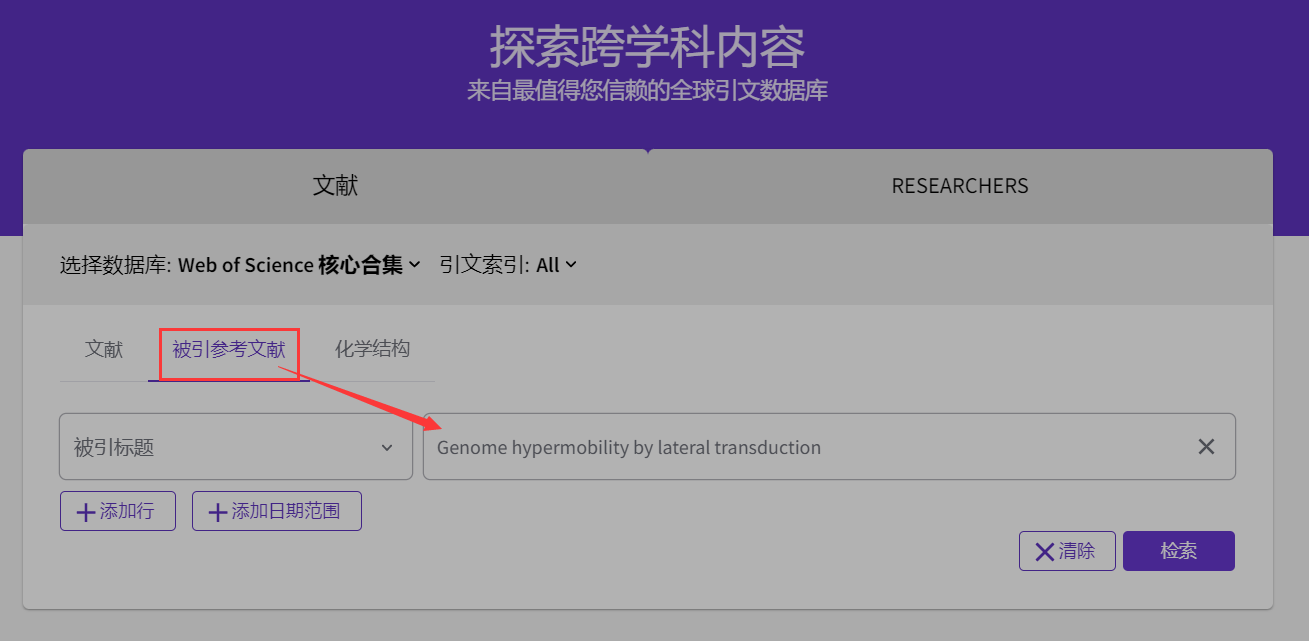 探索跨学科内容
来自最值得您信赖的全球引文数据库
文献 RESEARCHERS
选择数据库: Web of Science 核心合集 引文索引: All
文献 被引参考文献 化学结构
被引标题 Genome hypermobility by lateral transduction
添加行 添加日期范围
清除 检索